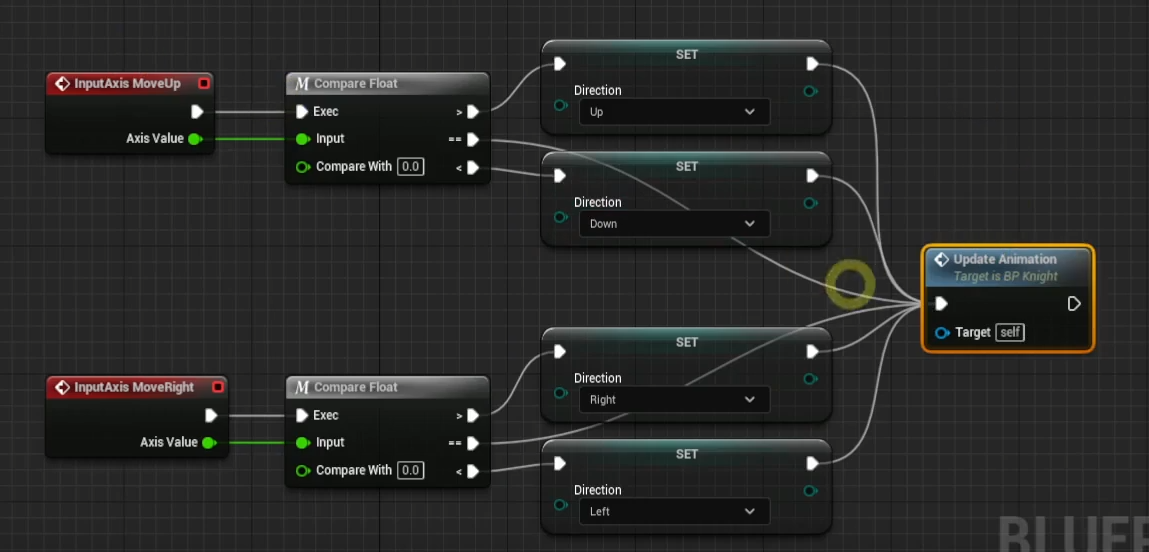 InputAxis MoveUp
Axis Value
M Compare Float
Exec >
Input ==
Compare With 0.0 <
SET
Direction
Up
SET
Direction
Down
Update Animation
Target is BP Knight
Target self
InputAxis MoveRight
Axis Value
M Compare Float
Exec >
Input ==
Compare With 0.0 <
SET
Direction
Right
SET
Direction
Left
BLUEP